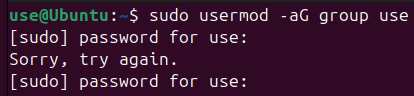 use@Ubuntu:~$ sudo usermod -aG group use
[sudo] password for use:
Sorry, try again.
[sudo] password for use: